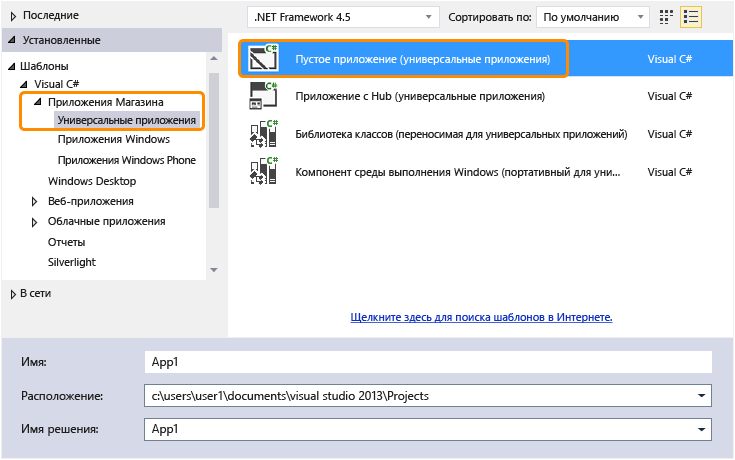 Последние
.NET Framework 4.5
Сортировать по:
По умолчанию
Установленные
Шаблоны
Visual C#
Приложения Магазина
Универсальные приложения
Приложения Windows
Приложения Windows Phone
Windows Desktop
Веб-приложения
Облачные приложения
Отчеты
Silverlight
В сети
C#
Пустое приложение (универсальные приложения)
Visual C#
C#
Приложение с Hub (универсальные приложения)
Visual C#
C#
Библиотека классов (переносимая для универсальных приложений)
Visual C#
C#
Компонент среды выполнения Windows (портативный для уни...
Visual C#
Щелкните здесь для поиска шаблонов в Интернете.
Имя:
App1
Расположение:
c:\users\user1\documents\visual studio 2013\Projects
Имя решения:
App1